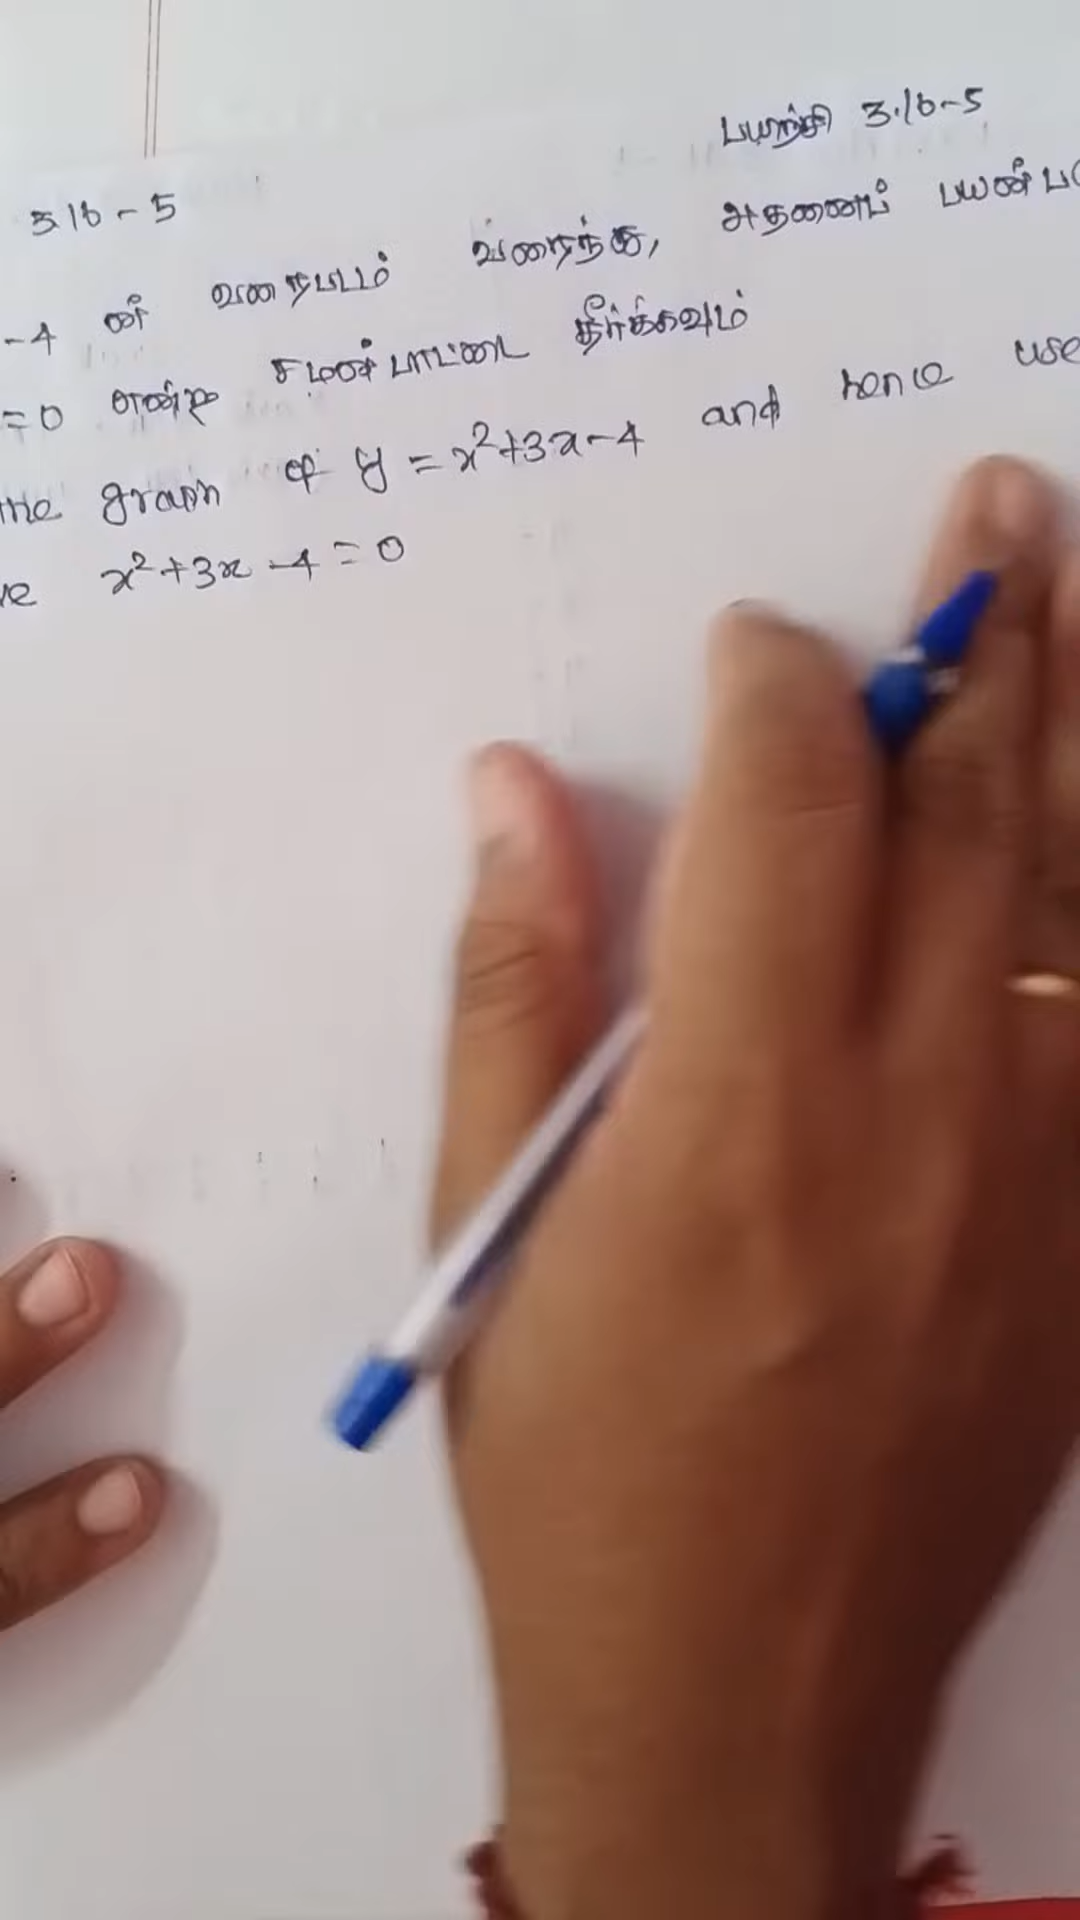 பயிற்சி 3.16-5
3.16-5
-4 ன் வரைபடம் வரைந்து, அதனைப் பயன்ப
=0 என்ற சமன்பாட்டை தீர்க்கவும்
the graph of y = x²+3x-4 and hence use
ve x²+3x-4=0